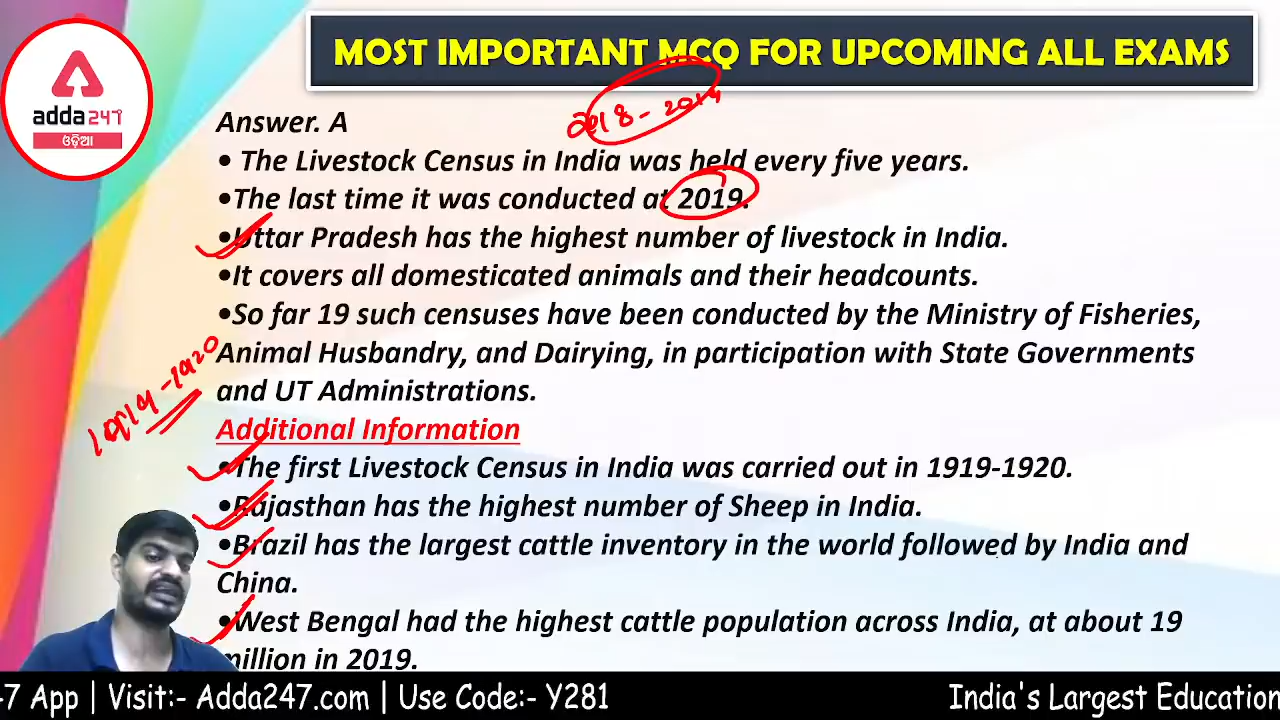 MOST IMPORTANT MCQ FOR UPCOMING ALL EXAMS
adda247
ଓଡ଼ିଆ
2018 - 2019
Answer. A
• The Livestock Census in India was held every five years.
•The last time it was conducted at 2019.
•Uttar Pradesh has the highest number of livestock in India.
•It covers all domesticated animals and their headcounts.
•So far 19 such censuses have been conducted by the Ministry of Fisheries,
Animal Husbandry, and Dairying, in participation with State Governments
and UT Administrations.
1919 - 1920
Additional Information
•The first Livestock Census in India was carried out in 1919-1920.
•Rajasthan has the highest number of Sheep in India.
•Brazil has the largest cattle inventory in the world followed by India and
China.
•West Bengal had the highest cattle population across India, at about 19
million in 2019.
-7 App | Visit:- Adda247.com | Use Code:- Y281
India's Largest Education